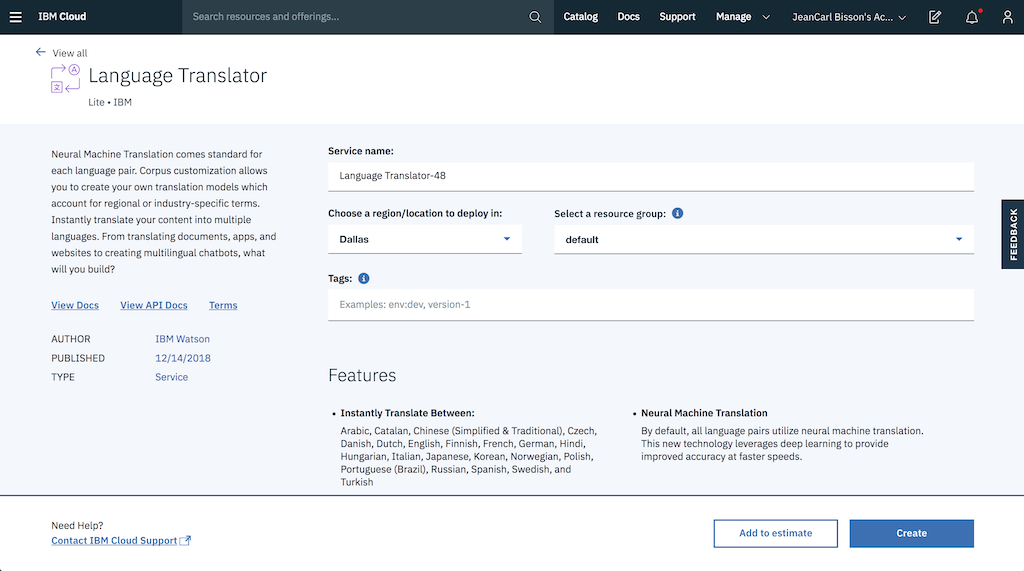 IBM Cloud
Search resources and offerings...
Catalog
Docs
Support
Manage
JeanCarl Bisson's Ac...
View all
Language Translator
Lite • IBM
Neural Machine Translation comes standard for
each language pair. Corpus customization allows
you to create your own translation models which
account for regional or industry-specific terms.
Instantly translate your content into multiple
languages. From translating documents, apps, and
websites to creating multilingual chatbots, what
will you build?
View Docs
View API Docs
Terms
AUTHOR
IBM Watson
PUBLISHED
12/14/2018
TYPE
Service
Service name:
Language Translator-48
Choose a region/location to deploy in:
Dallas
Select a resource group:
default
Tags:
Examples: env:dev, version-1
Features
• Instantly Translate Between:
Arabic, Catalan, Chinese (Simplified & Traditional), Czech,
Danish, Dutch, English, Finnish, French, German, Hindi,
Hungarian, Italian, Japanese, Korean, Norwegian, Polish,
Portuguese (Brazil), Russian, Spanish, Swedish, and
Turkish
• Neural Machine Translation
By default, all language pairs utilize neural machine translation.
This new technology leverages deep learning to provide
improved accuracy at faster speeds.
FEEDBACK
Need Help?
Contact IBM Cloud Support
Add to estimate
Create